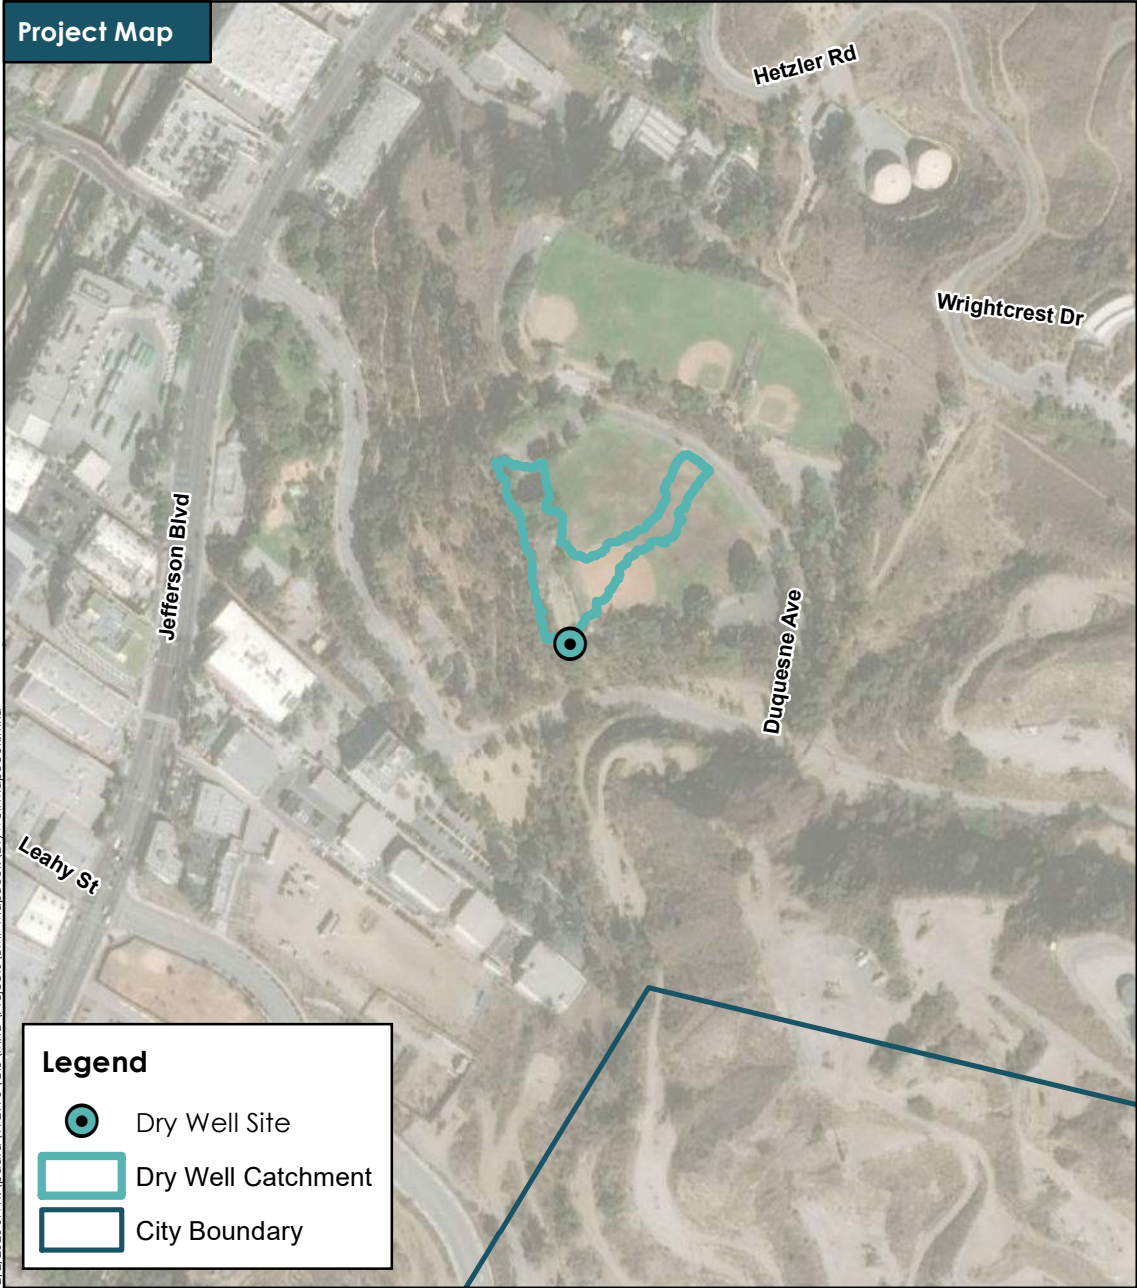 Project Map
Hetzler Rd
Wrightcrest Dr
Jefferson Blvd
Duquesne Ave
Leahy St
Legend
Dry Well Site
Dry Well Catchment
City Boundary